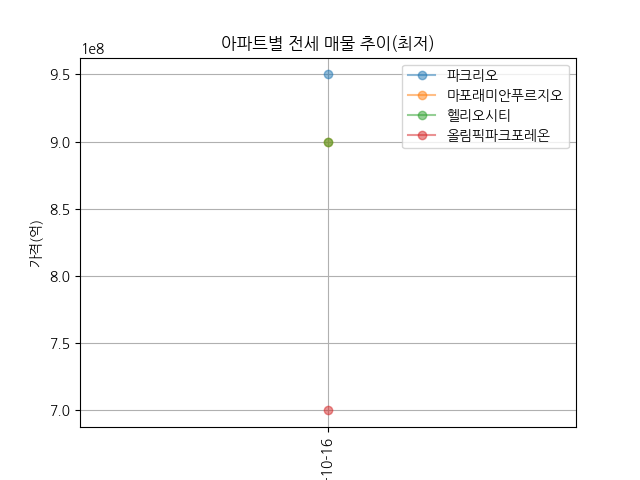 아파트별 전세 매물 추이(최저)
1e8
파크리오
마포래미안푸르지오
헬리오시티
올림픽파크포레온
9.5
9.0
8.5
8.0
7.5
7.0
가격(억)
-10-16